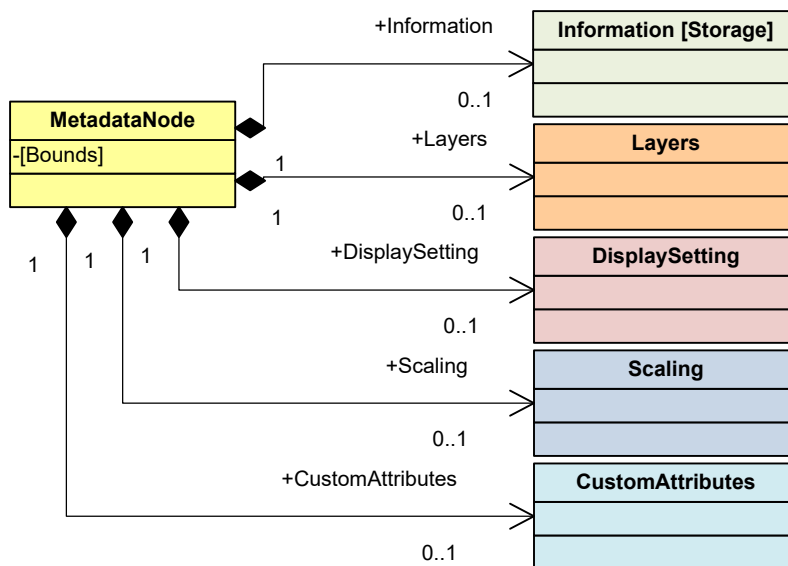 +Information
Information [Storage]
0..1
MetadataNode
-[Bounds]
1
+Layers
Layers
1
0..1
+DisplaySetting
DisplaySetting
1
1
1
0..1
+Scaling
Scaling
0..1
+CustomAttributes
CustomAttributes
0..1